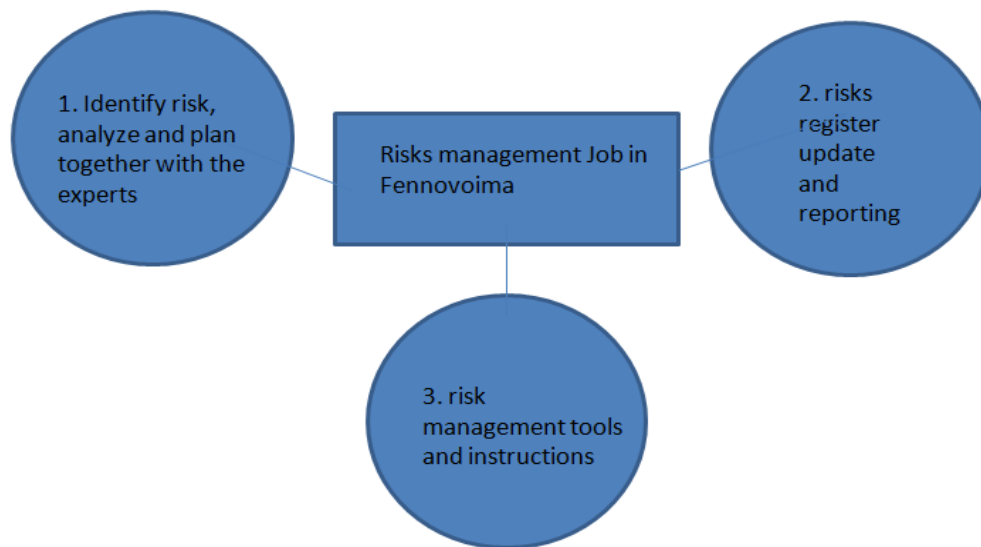 1. Identify risk,
analyze and plan
together with the
experts
Risks management Job in
Fennovoima
2. risks
register
update
and
reporting
3. risk
management tools
and instructions